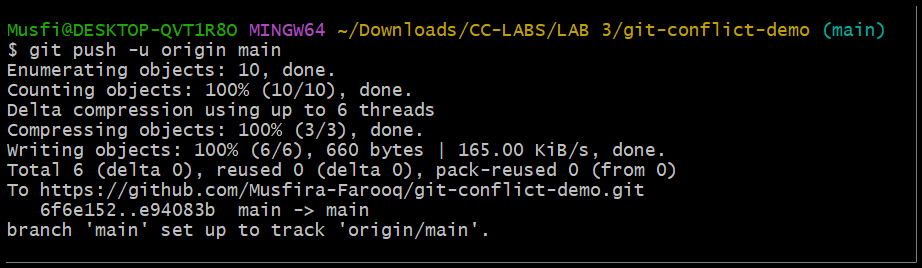 Musfi@DESKTOP-QVT1R8O MINGW64 ~/Downloads/CC-LABS/LAB 3/git-conflict-demo (main)
$ git push -u origin main
Enumerating objects: 10, done.
Counting objects: 100% (10/10), done.
Delta compression using up to 6 threads
Compressing objects: 100% (3/3), done.
Writing objects: 100% (6/6), 660 bytes | 165.00 KiB/s, done.
Total 6 (delta 0), reused 0 (delta 0), pack-reused 0 (from 0)
To https://github.com/Musfira-Farooq/git-conflict-demo.git
   6f6e152..e94083b  main -> main
branch 'main' set up to track 'origin/main'.